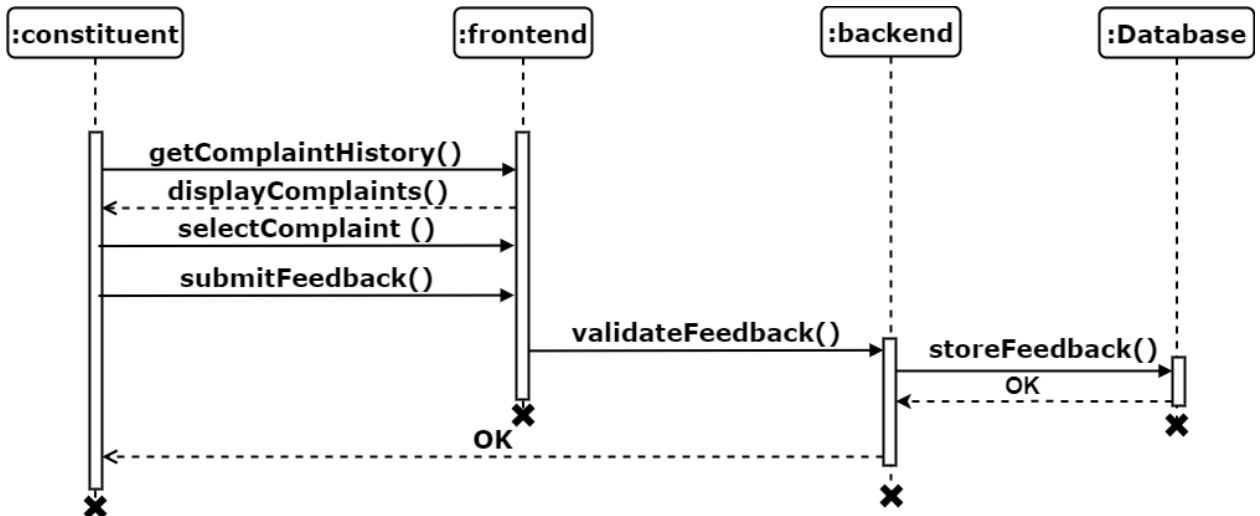 :constituent
:frontend
:backend
:Database
getComplaintHistory()
displayComplaints()
selectComplaint ()
submitFeedback()
validateFeedback()
storeFeedback()
OK
OK